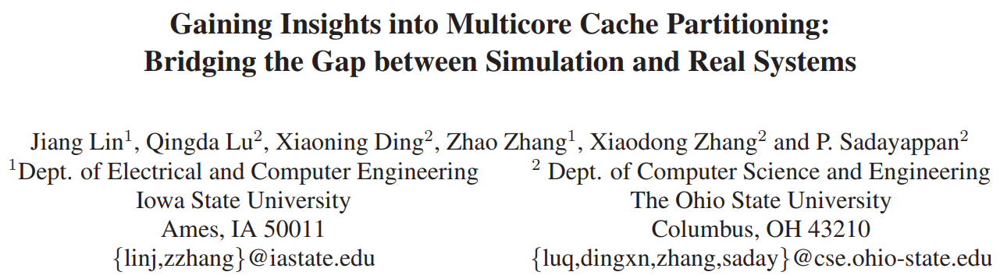 Gaining Insights into Multicore Cache Partitioning:
Bridging the Gap between Simulation and Real Systems
Jiang Lin1, Qingda Lu2, Xiaoning Ding2, Zhao Zhang1, Xiaodong Zhang2 and P. Sadayappan2
1Dept. of Electrical and Computer Engineering
Iowa State University
Ames, IA 50011
{linj,zzhang}@iastate.edu
2 Dept. of Computer Science and Engineering
The Ohio State University
Columbus, OH 43210
{luq,dingxn,zhang,saday}@cse.ohio-state.edu